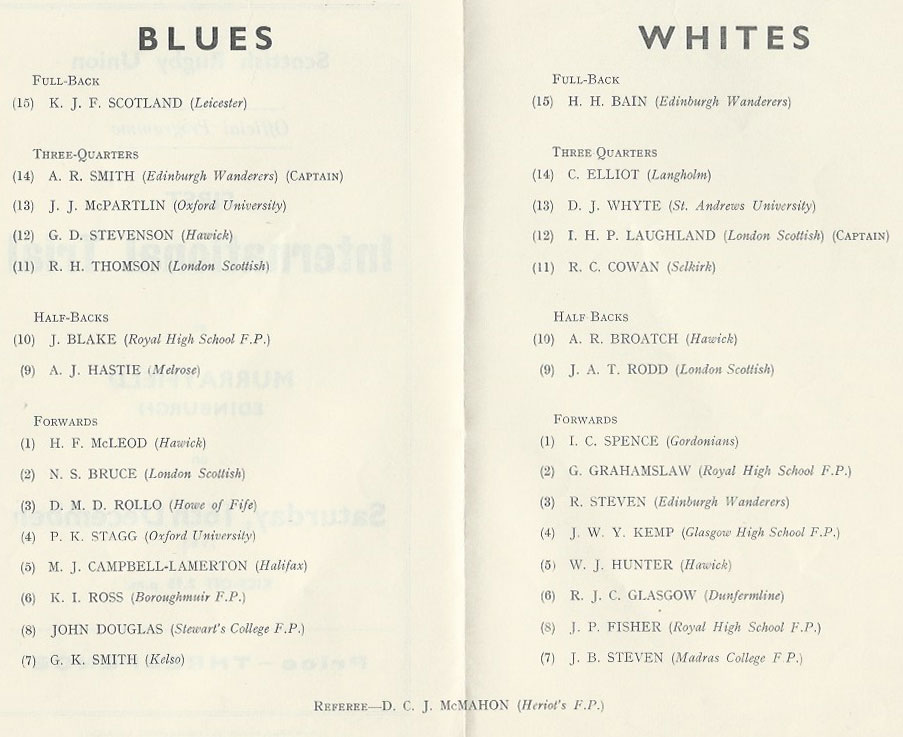 BLUES
FULL-BACK
(15) K. J. F. SCOTLAND (Leicester)
THREE-QUARTERS
(14) A. R. SMITH (Edinburgh Wanderers) (CAPTAIN)
(13) J. J. McPARTLIN (Oxford University)
(12) G. D. STEVENSON (Hawick)
(11) R. H. THOMSON (London Scottish)
HALF-BACKS
(10) J. BLAKE (Royal High School F.P.)
(9) A. J. HASTIE (Melrose)
FORWARDS
(1) H. F. McLEOD (Hawick)
(2) N. S. BRUCE (London Scottish)
(3) D. M. D. ROLLO (Howe of Fife)
(4) P. K. STAGG (Oxford University)
(5) M. J. CAMPBELL-LAMERTON (Halifax)
(6) K. I. ROSS (Boroughmuir F.P.)
(8) JOHN DOUGLAS (Stewart's College F.P.)
(7) G. K. SMITH (Kelso)
WHITES
FULL-BACK
(15) H. H. BAIN (Edinburgh Wanderers)
THREE QUARTERS
(14) C. ELLIOT (Langholm)
(13) D. J. WHYTE (St. Andrews University)
(12) I. H. P. LAUGHLAND (London Scottish) (CAPTAIN)
(11) R. C. COWAN (Selkirk)
HALF BACKS
(10) A. R. BROATCH (Hawick)
(9) J. A. T. RODD (London Scottish)
FORWARDS
(1) I. C. SPENCE (Gordonians)
(2) G. GRAHAMSLAW (Royal High School F.P.)
(3) R. STEVEN (Edinburgh Wanderers)
(4) J. W. Y. KEMP (Glasgow High School F.P.)
(5) W. J. HUNTER (Hawick)
(6) R. J. C. GLASGOW (Dunfermline)
(8) J. P. FISHER (Royal High School F.P.)
(7) J. B. STEVEN (Madras College F.P.)
REFEREE—D. C. J. McMAHON (Heriot's F.P.)